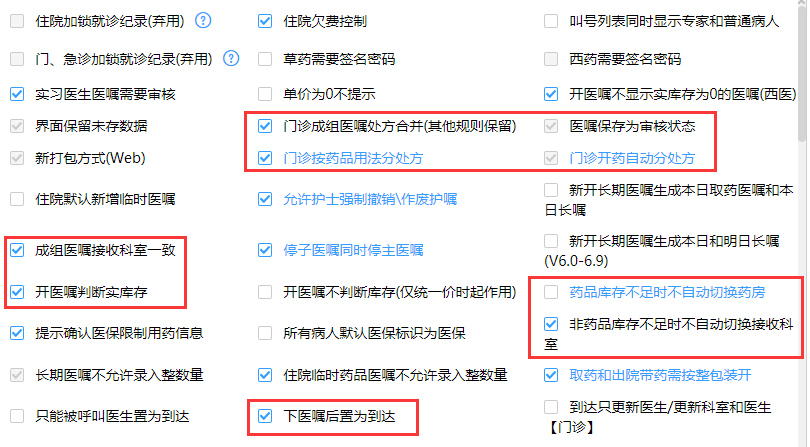 住院加锁就诊纪录(弃用) ? 住院欠费控制 叫号列表同时显示专家和普通病人
门、急诊加锁就诊纪录(弃用) ? 草药需要签名密码 西药需要签名密码
实习医生医嘱需要审核 单价为0不提示 开医嘱不显示实库存为0的医嘱(西医)
界面保留未存数据 门诊成组医嘱处方合并(其他规则保留) 医嘱保存为审核状态
新打包方式(Web) 门诊按药品用法分处方 门诊开药自动分处方
住院默认新增临时医嘱 允许护士强制撤销\作废护嘱 新开长期医嘱生成本日取药医嘱和本
日长嘱
成组医嘱接收科室一致 停子医嘱同时停主医嘱 新开长期医嘱生成本日和明日长嘱
(V6.0-6.9)
开医嘱判断实库存 开医嘱不判断库存(仅统一价时起作用) 药品库存不足时不自动切换药房
提示确认医保限制用药信息 所有病人默认医保标识为医保 非药品库存不足时不自动切换接收科
室
长期医嘱不允许录入整数量 住院临时药品医嘱不允许录入整数量 取药和出院带药需按整包装开
只能被呼叫医生置为到达 下医嘱后置为到达 到达只更新医生/更新科室和医生
【门诊】